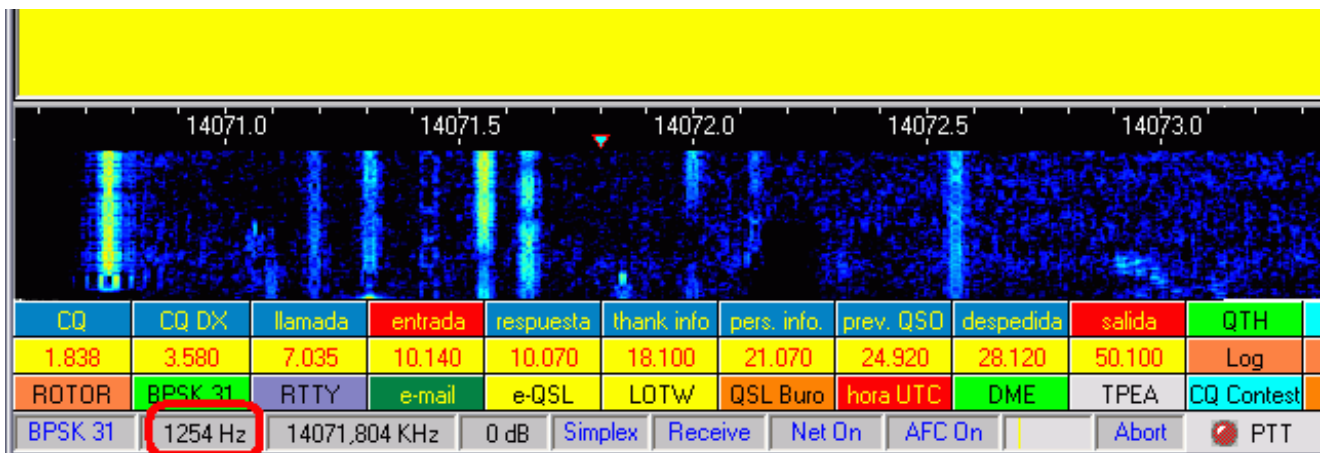 14071.0 14071.5 14072.0 14072.5 14073.0
CQ CQ DX llamada entrada respuesta thank info pers. info. prev. QSO despedida salida QTH
1.838 3.580 7.035 10.140 10.070 18.100 21.070 24.920 28.120 50.100 Log
ROTOR BPSK 31 RTTY e-mail e-QSL LOTW QSL Buro hora UTC DME TPEA CQ Contest
BPSK 31 1254 Hz 14071,804 KHz 0 dB Simplex Receive Net On AFC On Abort PTT